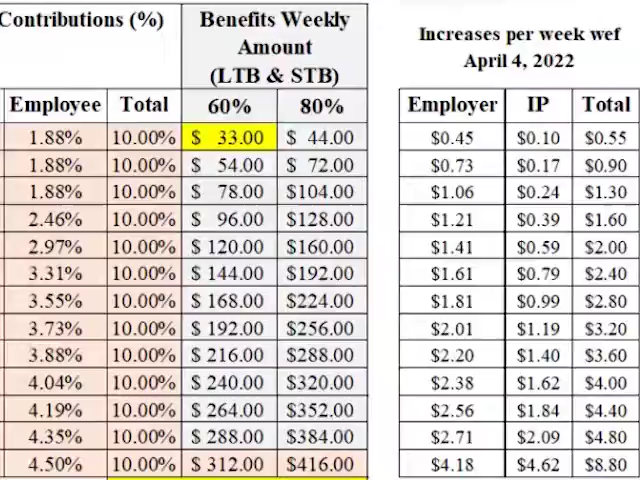 Contributions (%) Benefits Weekly Increases per week wef
Amount April 4, 2022
(LTB & STB)
Employee Total 60% 80% Employer IP Total
1.88% 10.00% $ 33.00 $ 44.00 $0.45 $0.10 $0.55
1.88% 10.00% $ 54.00 $ 72.00 $0.73 $0.17 $0.90
1.88% 10.00% $ 78.00 $104.00 $1.06 $0.24 $1.30
2.46% 10.00% $ 96.00 $128.00 $1.21 $0.39 $1.60
2.97% 10.00% $ 120.00 $160.00 $1.41 $0.59 $2.00
3.31% 10.00% $ 144.00 $192.00 $1.61 $0.79 $2.40
3.55% 10.00% $ 168.00 $224.00 $1.81 $0.99 $2.80
3.73% 10.00% $ 192.00 $256.00 $2.01 $1.19 $3.20
3.88% 10.00% $ 216.00 $288.00 $2.20 $1.40 $3.60
4.04% 10.00% $ 240.00 $320.00 $2.38 $1.62 $4.00
4.19% 10.00% $ 264.00 $352.00 $2.56 $1.84 $4.40
4.35% 10.00% $ 288.00 $384.00 $2.71 $2.09 $4.80
4.50% 10.00% $ 312.00 $416.00 $4.18 $4.62 $8.80